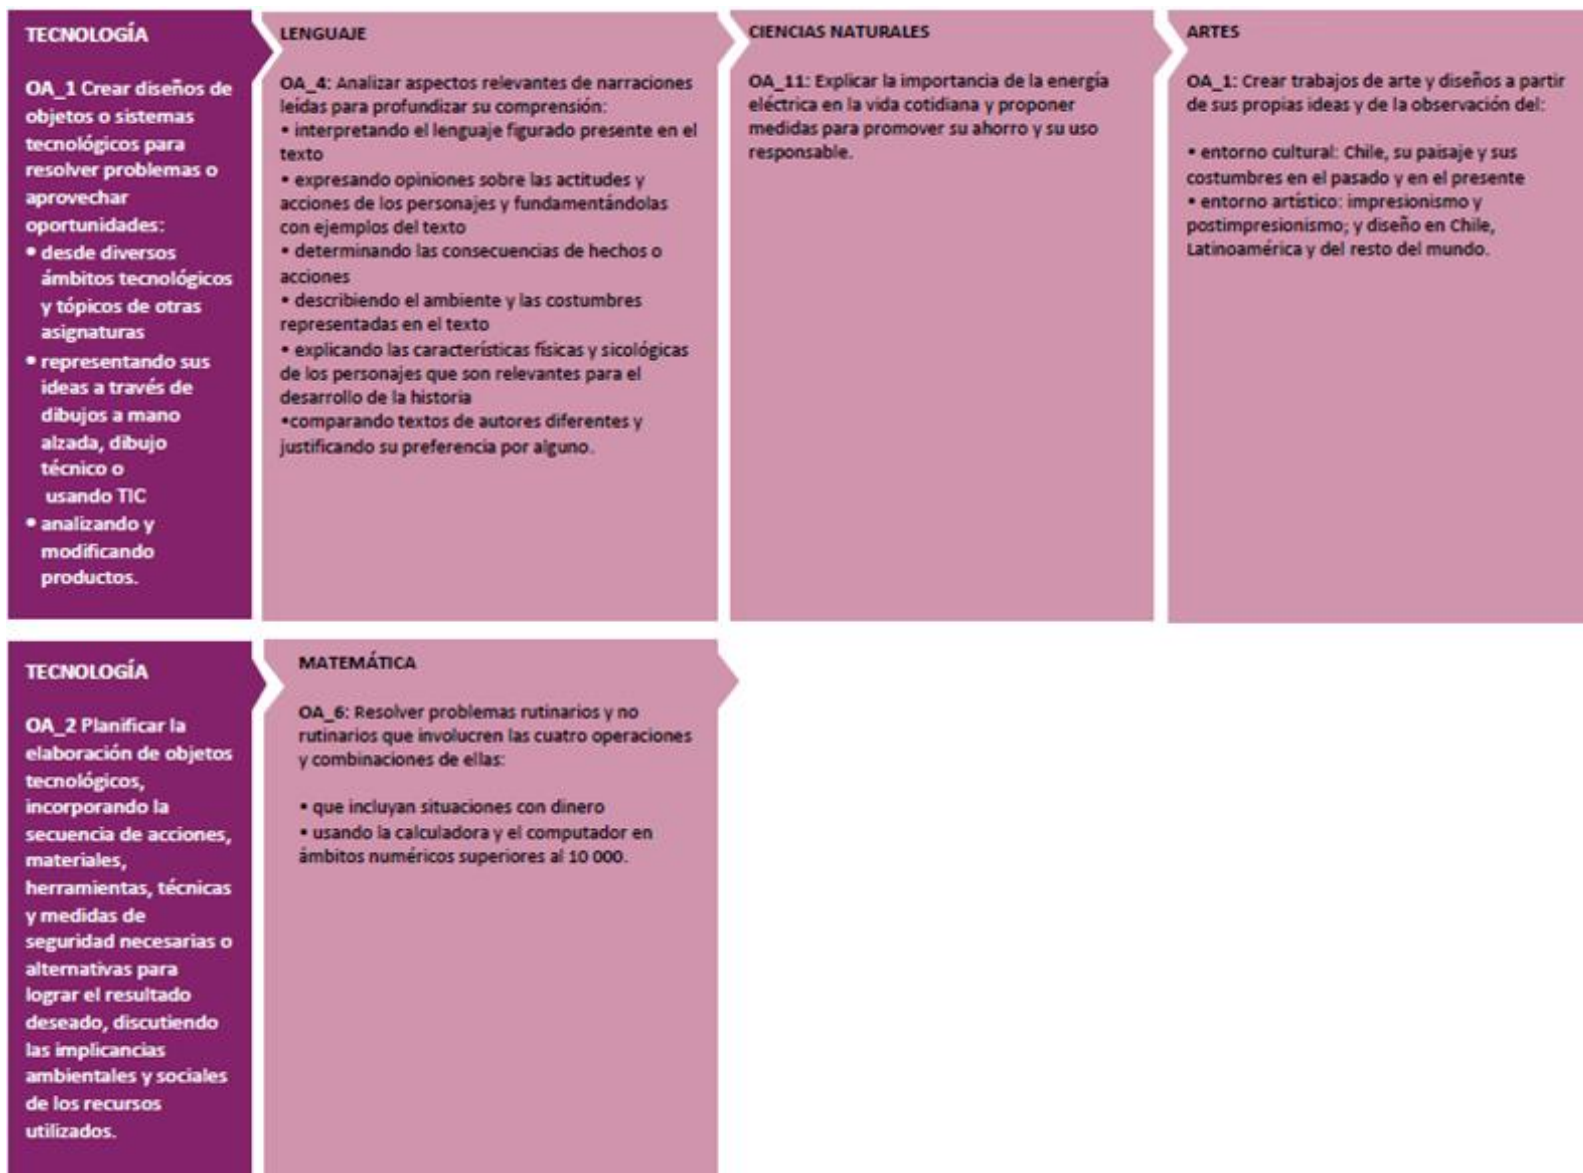 TECNOLOGÍA
OA_1 Crear diseños de
objetos o sistemas
tecnológicos para
resolver problemas o
aprovechar
oportunidades:
• desde diversos
ámbitos tecnológicos
y tópicos de otras
asignaturas
• representando sus
ideas a través de
dibujos a mano
alzada, dibujo
técnico o
usando TIC
• analizando y
modificando
productos.
LENGUAJE
OA_4: Analizar aspectos relevantes de narraciones
leídas para profundizar su comprensión:
• interpretando el lenguaje figurado presente en el
texto
• expresando opiniones sobre las actitudes y
acciones de los personajes y fundamentándolas
con ejemplos del texto
• determinando las consecuencias de hechos o
acciones
• describiendo el ambiente y las costumbres
representadas en el texto
• explicando las características físicas y sicológicas
de los personajes que son relevantes para el
desarrollo de la historia
•comparando textos de autores diferentes y
justificando su preferencia por alguno.
CIENCIAS NATURALES
OA_11: Explicar la importancia de la energía
eléctrica en la vida cotidiana y proponer
medidas para promover su ahorro y su uso
responsable.
ARTES
OA_1: Crear trabajos de arte y diseños a partir
de sus propias ideas y de la observación del:
• entorno cultural: Chile, su paisaje y sus
costumbres en el pasado y en el presente
• entorno artístico: impresionismo y
postimpresionismo; y diseño en Chile,
Latinoamérica y del resto del mundo.
TECNOLOGÍA
OA_2 Planificar la
elaboración de objetos
tecnológicos,
incorporando la
secuencia de acciones,
materiales,
herramientas, técnicas
y medidas de
seguridad necesarias o
alternativas para
lograr el resultado
deseado, discutiendo
las implicancias
ambientales y sociales
de los recursos
utilizados.
MATEMÁTICA
OA_6: Resolver problemas rutinarios y no
rutinarios que involucren las cuatro operaciones
y combinaciones de ellas:
• que incluyan situaciones con dinero
• usando la calculadora y el computador en
ámbitos numéricos superiores al 10 000.